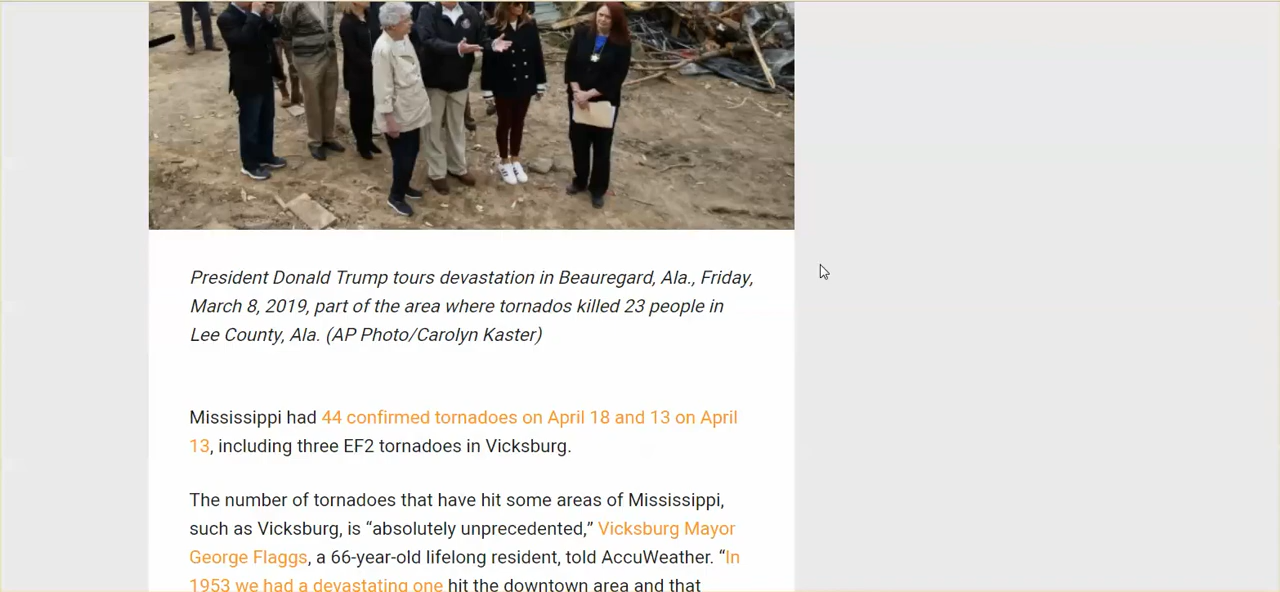 President Donald Trump tours devastation in Beauregard, Ala., Friday,
March 8, 2019, part of the area where tornados killed 23 people in
Lee County, Ala. (AP Photo/Carolyn Kaster)
Mississippi had 44 confirmed tornadoes on April 18 and 13 on April
13, including three EF2 tornadoes in Vicksburg.
The number of tornadoes that have hit some areas of Mississippi,
such as Vicksburg, is “absolutely unprecedented,” Vicksburg Mayor
George Flaggs, a 66-year-old lifelong resident, told AccuWeather. “In
1953 we had a devastating one hit the downtown area and that